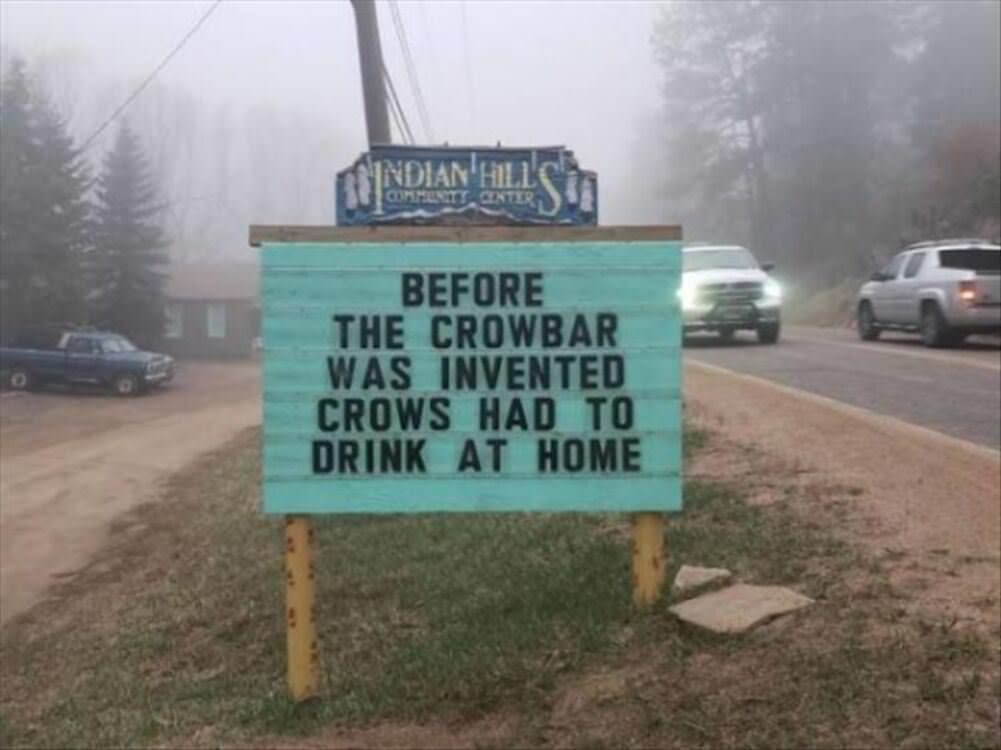 INDIAN HILLS
COMMUNITY CENTER
BEFORE
THE CROWBAR
WAS INVENTED
CROWS HAD TO
DRINK AT HOME